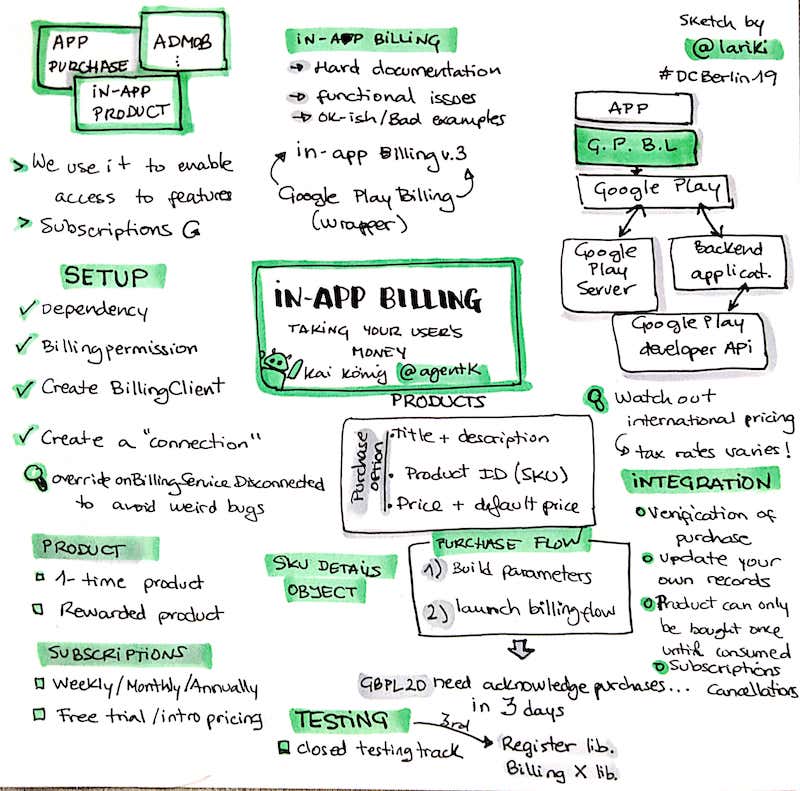 APP
PURCHASE
ADMOB
:
IN-APP
PRODUCT
> We use it to enable
access to features
> Subscriptions G
IN-APP BILLING
→ Hard documentation
→ functional issues
→ OK-ish/Bad examples
in-app Billing v.3
Google Play Billing
(wrapper)
Sketch by
@lariki
#DCBerlin19
APP
G. P. B. L
Google Play
Google
Play
Server
Backend
applicat.
Google Play
developer API
SETUP
✓ Dependency
✓ Billing permission
✓ Create BillingClient
✓ Create a "connection"
override onBillingServiceDisconnected
to avoid weird bugs
IN-APP BILLING
TAKING YOUR USER'S
MONEY
Kai König @agentK
PRODUCTS
Purchase
option
• Title + description
• Product ID (SKU)
• Price + default price
Watch out
international pricing
↳ tax rates varies!
INTEGRATION
Verification of
purchase
update your
own records
Product can only
be bought once
until consumed
Subscriptions
Cancellations
PRODUCT
1-time product
Rewarded product
SKU DETAILS
OBJECT
PURCHASE FLOW
1) Build parameters
2) launch billingflow
SUBSCRIPTIONS
Weekly/Monthly/Annually
Free trial/intro pricing
GBPL20 need acknowledge purchases...
in 3 days
TESTING
closed testing track
3rd
Register lib.
Billing X lib.